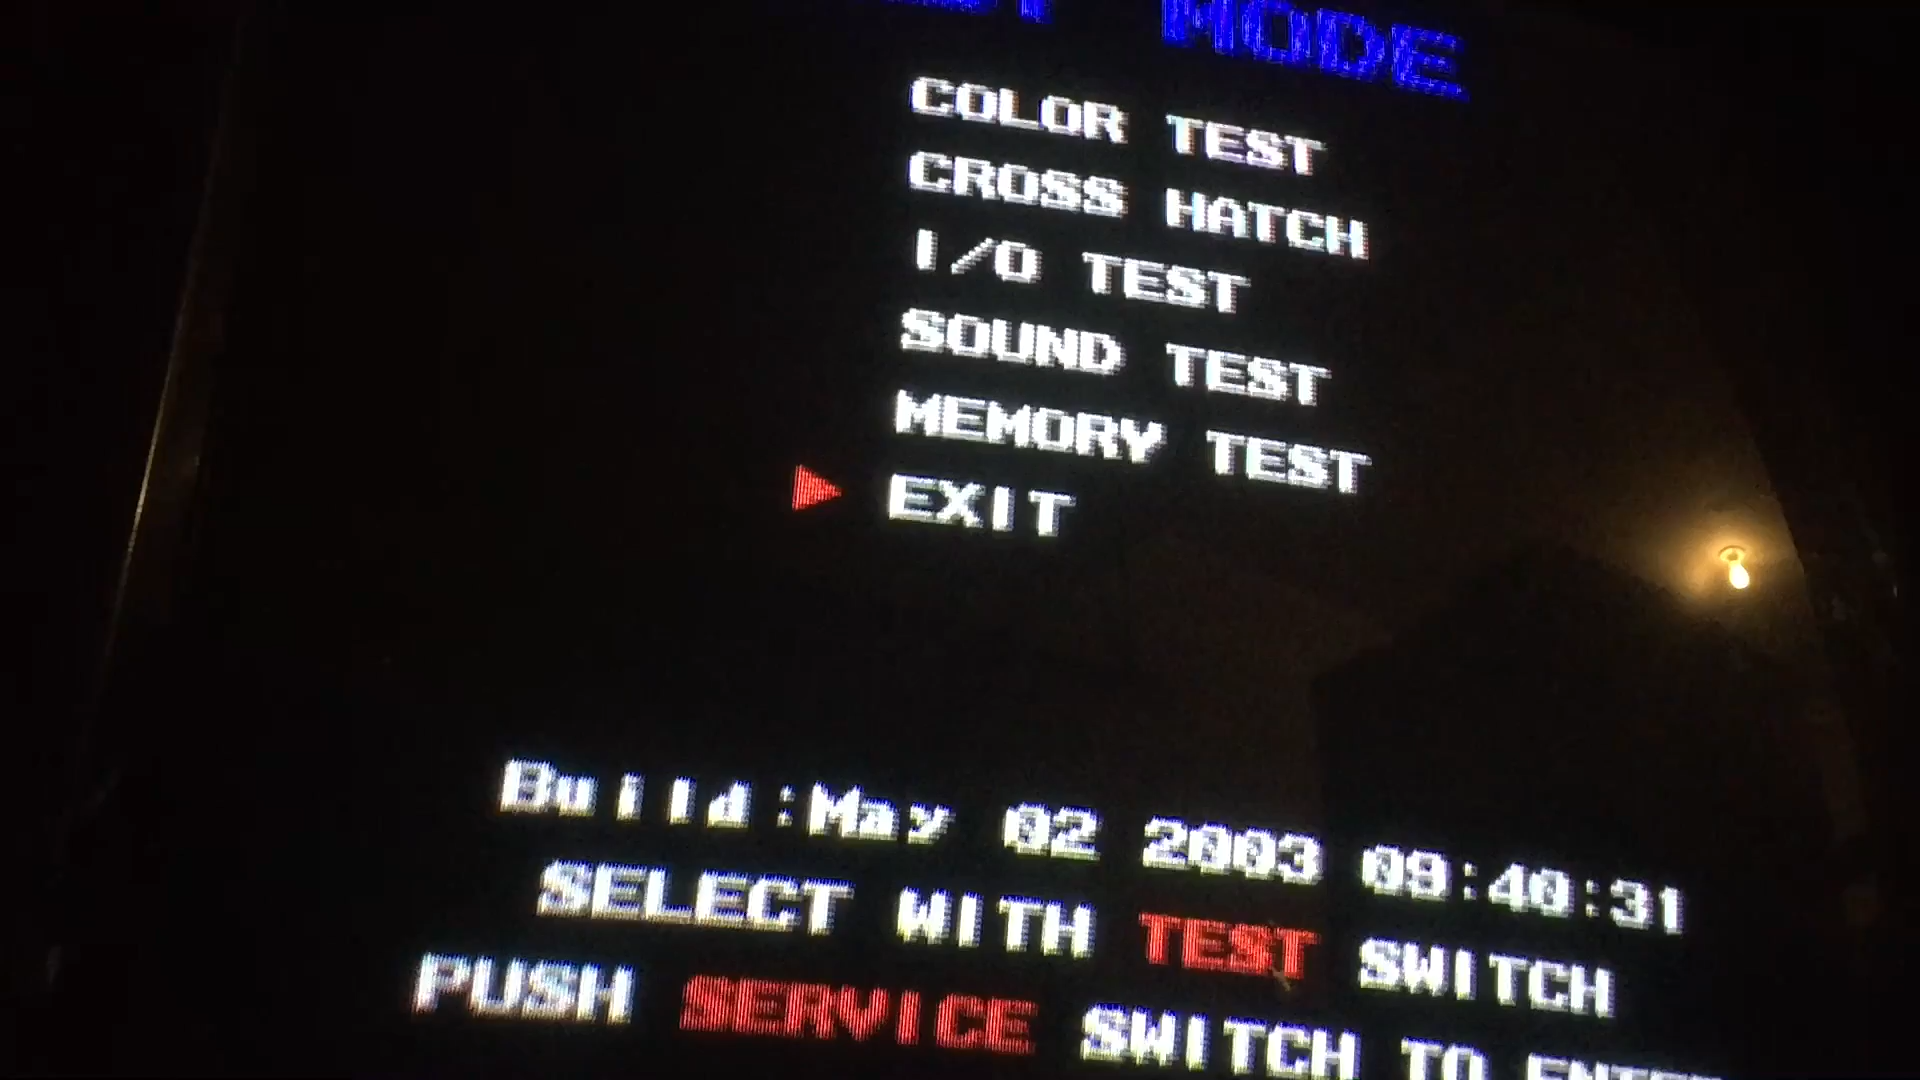 MODE
COLOR TEST
CROSS HATCH
I/O TEST
SOUND TEST
MEMORY TEST
EXIT
Build:May 02 2003 09:40:31
SELECT WITH TEST SWITCH
PUSH SERVICE SWITCH TO